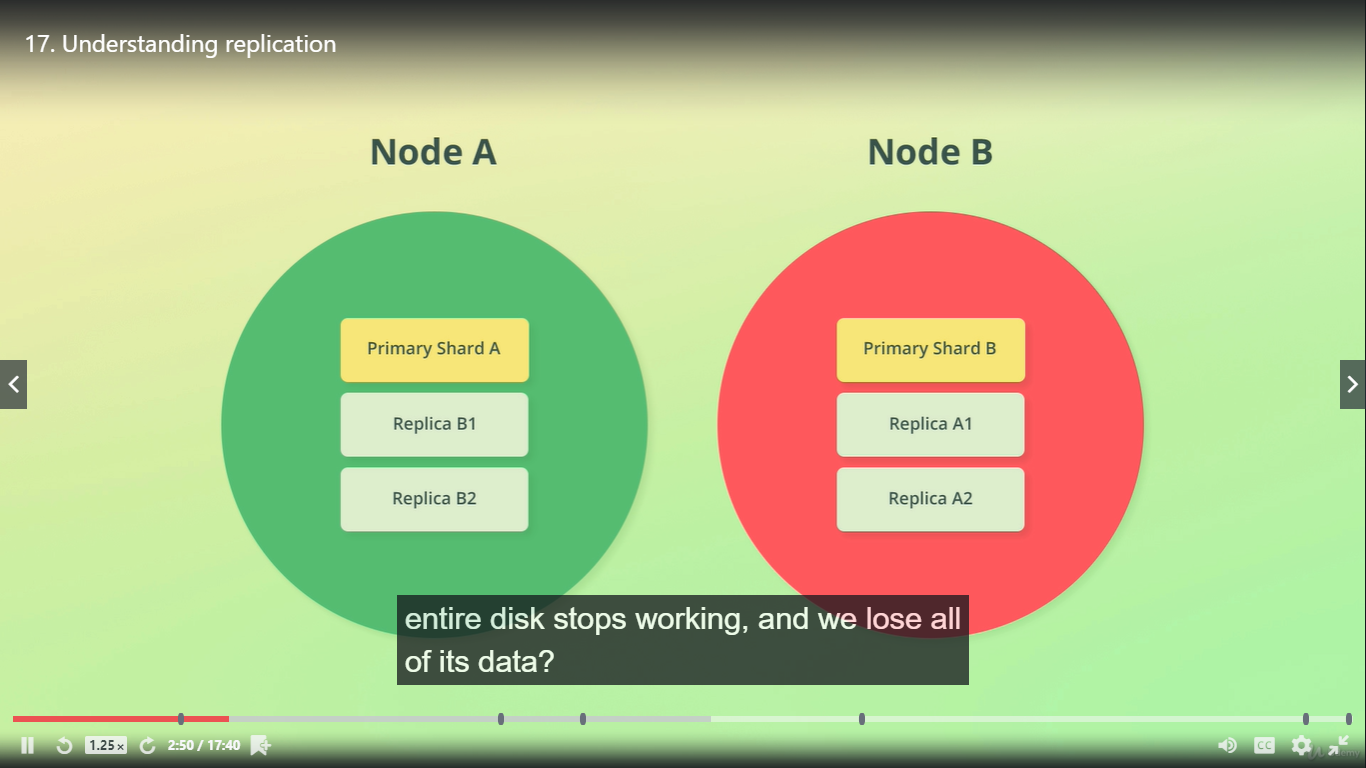 17. Understanding replication
Node A
Node B
Primary Shard A
Replica B1
Replica B2
Primary Shard B
Replica A1
Replica A2
entire disk stops working, and we lose all
of its data?
1.25x
2:50 / 17:40
CC